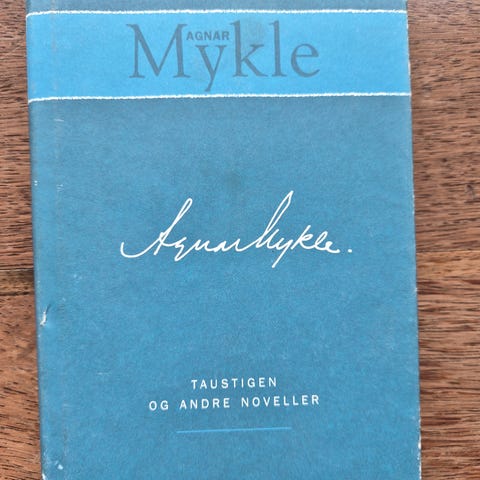 AGNAR
Mykle
Agnar Mykle.
TAUSTIGEN
OG ANDRE NOVELLER